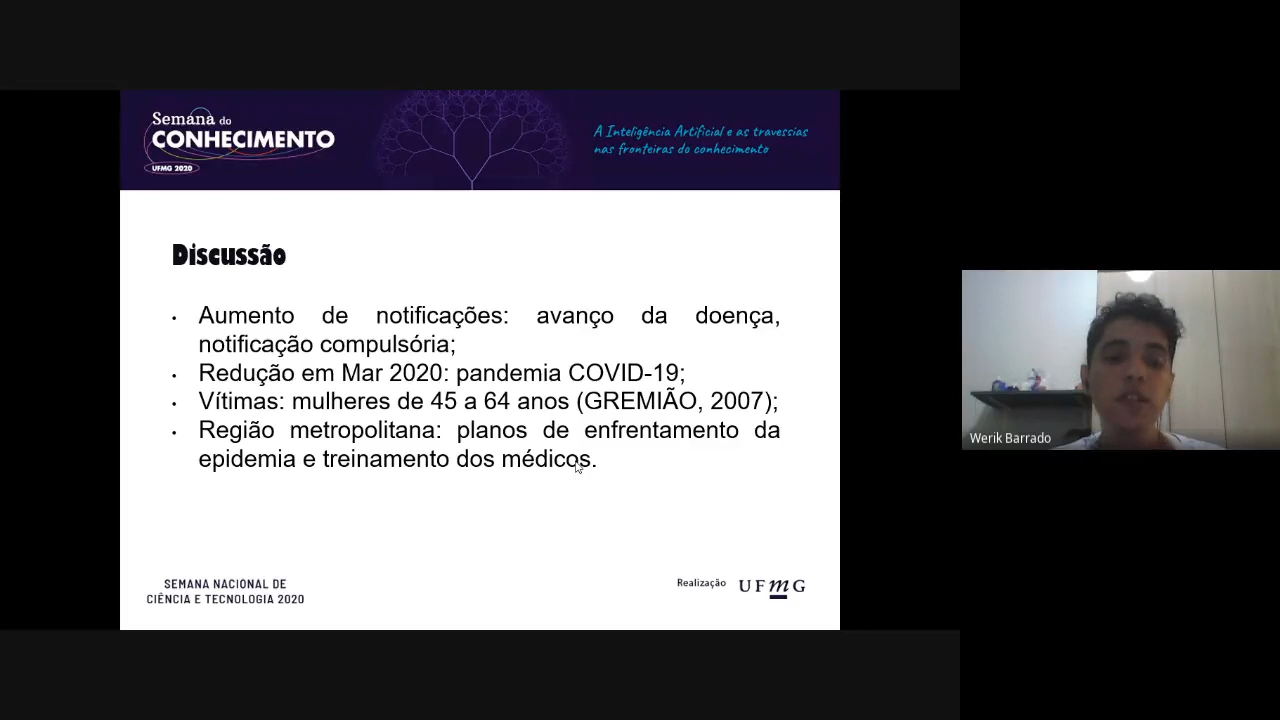 Semana do
CONHECIMENTO
UFMG 2020
A Inteligência Artificial e as travessias
nas fronteiras do conhecimento
Discussão
• Aumento de notificações: avanço da doença,
notificação compulsória;
• Redução em Mar 2020: pandemia COVID-19;
• Vítimas: mulheres de 45 a 64 anos (GREMIÃO, 2007);
• Região metropolitana: planos de enfrentamento da
epidemia e treinamento dos médicos.
Werik Barrado
SEMANA NACIONAL DE
CIÊNCIA E TECNOLOGIA 2020
Realização
UFmG